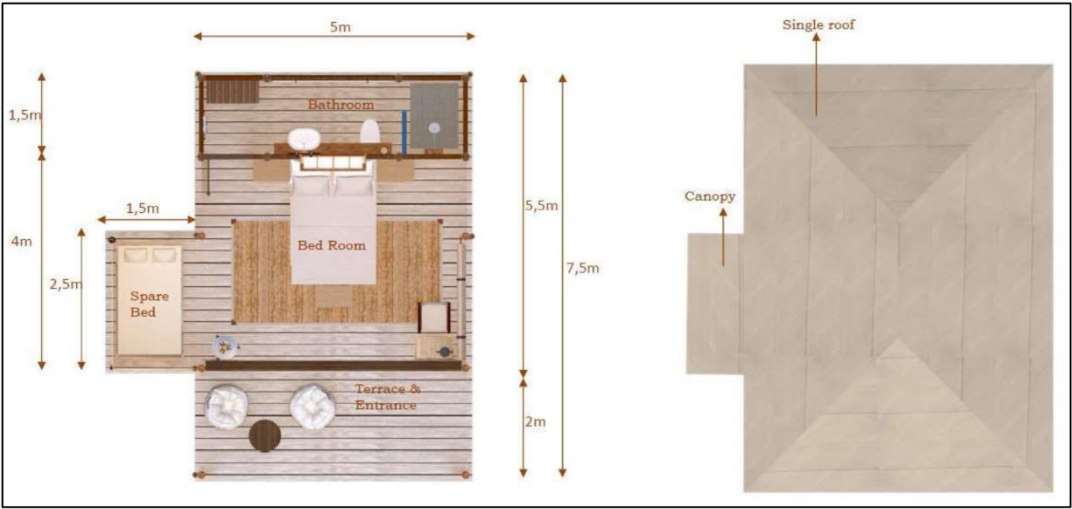 5m
Single roof
1,5m
Bathroom
1,5m
Canopy
5,5m
4m
Bed Room
7,5m
2,5m
Spare
Bed
Terrace &
Entrance
2m